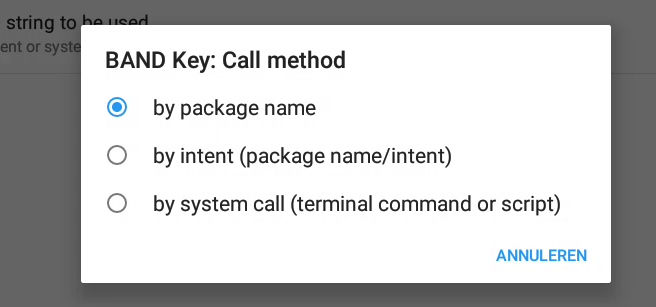 string to be used
ent or syste
BAND Key: Call method
by package name
by intent (package name/intent)
by system call (terminal command or script)
ANNULEREN